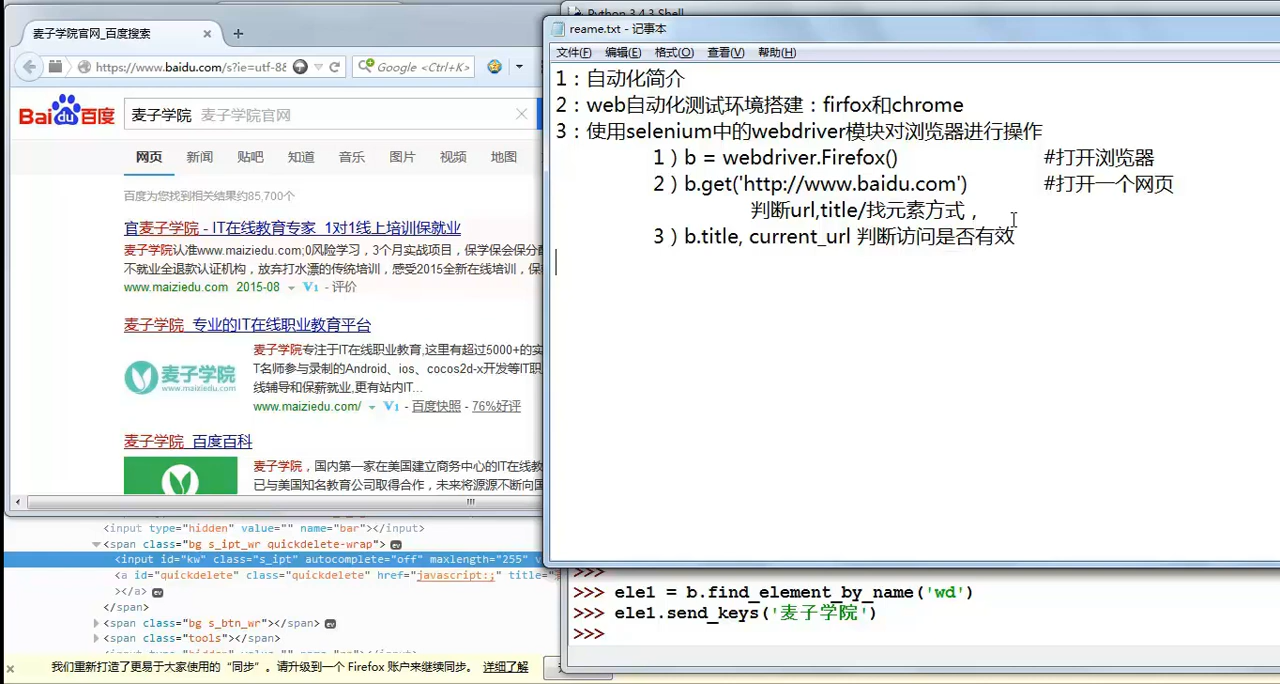 麦子学院官网_百度搜索
https://www.baidu.com/s?ie=utf-8&
Google <Ctrl+K>
Bai百度
麦子学院 麦子学院官网
网页 新闻 贴吧 知道 音乐 图片 视频 地图
百度为您找到相关结果约85,700个
官麦子学院 - IT在线教育专家_1对1线上培训保就业
麦子学院认准www.maiziedu.com;0风险学习，3个月实战项目，保学保会保分
不就业全退款认证机构，放弃打水漂的传统培训，感受2015全新在线培训，保
www.maiziedu.com 2015-08 V1 - 评价
麦子学院_专业的IT在线职业教育平台
麦子学院专注于IT在线职业教育,这里有超过5000+的实
T名师参与录制的Android、ios、cocos2d-x开发等IT职
线辅导和保薪就业,更有站内IT...
麦子学院
www.maiziedu.com
www.maiziedu.com/ V1 - 百度快照 - 76%好评
麦子学院_百度百科
麦子学院，国内第一家在美国建立商务中心的IT在线教
已与美国知名教育公司取得合作，未来将源源不断向国
<input type="hidden" value="" name="bar"></input>
<span class="bg s_ipt_wr quickdelete-wrap"> ev
<input id="kw" class="s_ipt" autocomplete="off" maxlength="255" v
<a id="quickdelete" class="quickdelete" href="javascript:;" title=
></a> ev
</span>
<span class="bg s_btn_wr"></span> ev
<span class="tools"></span>
</span>
我们重新打造了更易于大家使用的“同步”。请升级到一个 Firefox 账户来继续同步。 详细了解
Python 3.4.3 Shell
reame.txt - 记事本
文件(F) 编辑(E) 格式(O) 查看(V) 帮助(H)
1：自动化简介
2：web自动化测试环境搭建：firfox和chrome
3：使用selenium中的webdriver模块对浏览器进行操作
1）b = webdriver.Firefox() #打开浏览器
2）b.get('http://www.baidu.com') #打开一个网页
判断url,title/找元素方式，
3）b.title, current_url 判断访问是否有效
>>>
>>> ele1 = b.find_element_by_name('wd')
>>> ele1.send_keys('麦子学院')
>>>